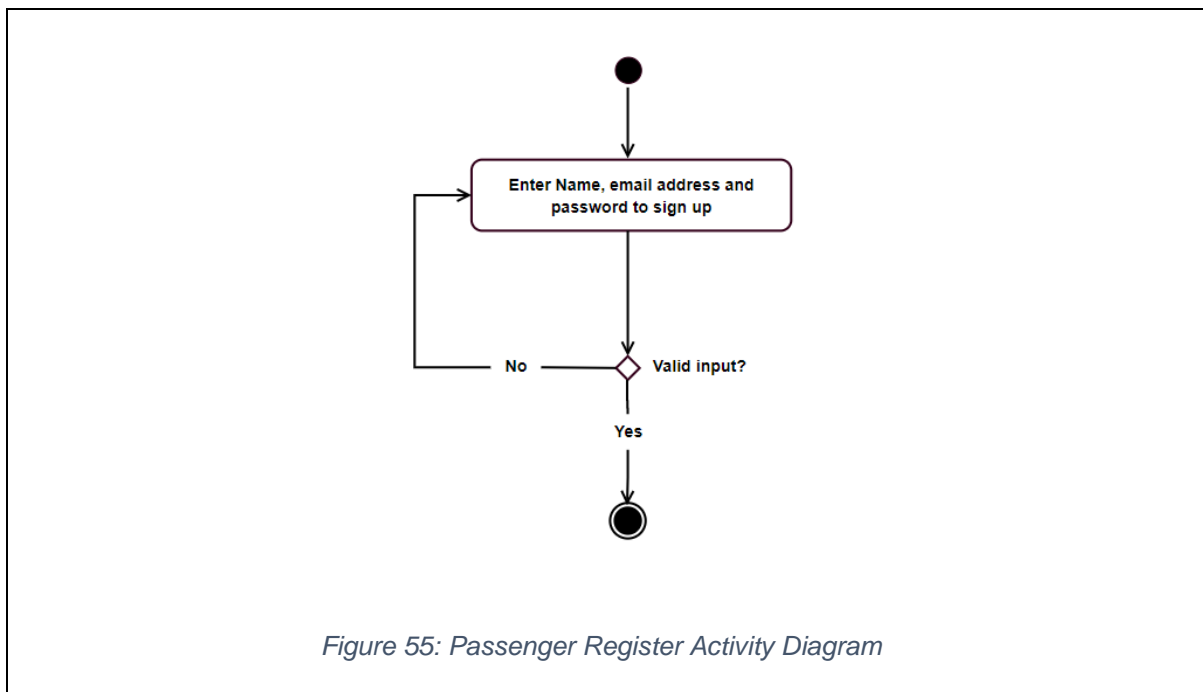 Enter Name, email address and
password to sign up
No
Valid input?
Yes
Figure 55: Passenger Register Activity Diagram